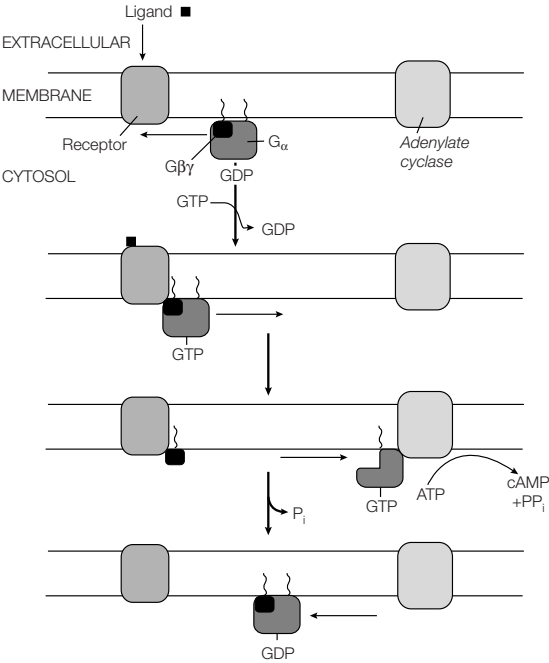 Ligand
EXTRACELLULAR
MEMBRANE
Receptor
Gα
Adenylate
cyclase
Gβγ
CYTOSOL
GDP
GTP
GDP
GTP
GTP
ATP
cAMP
+PPi
Pi
GDP